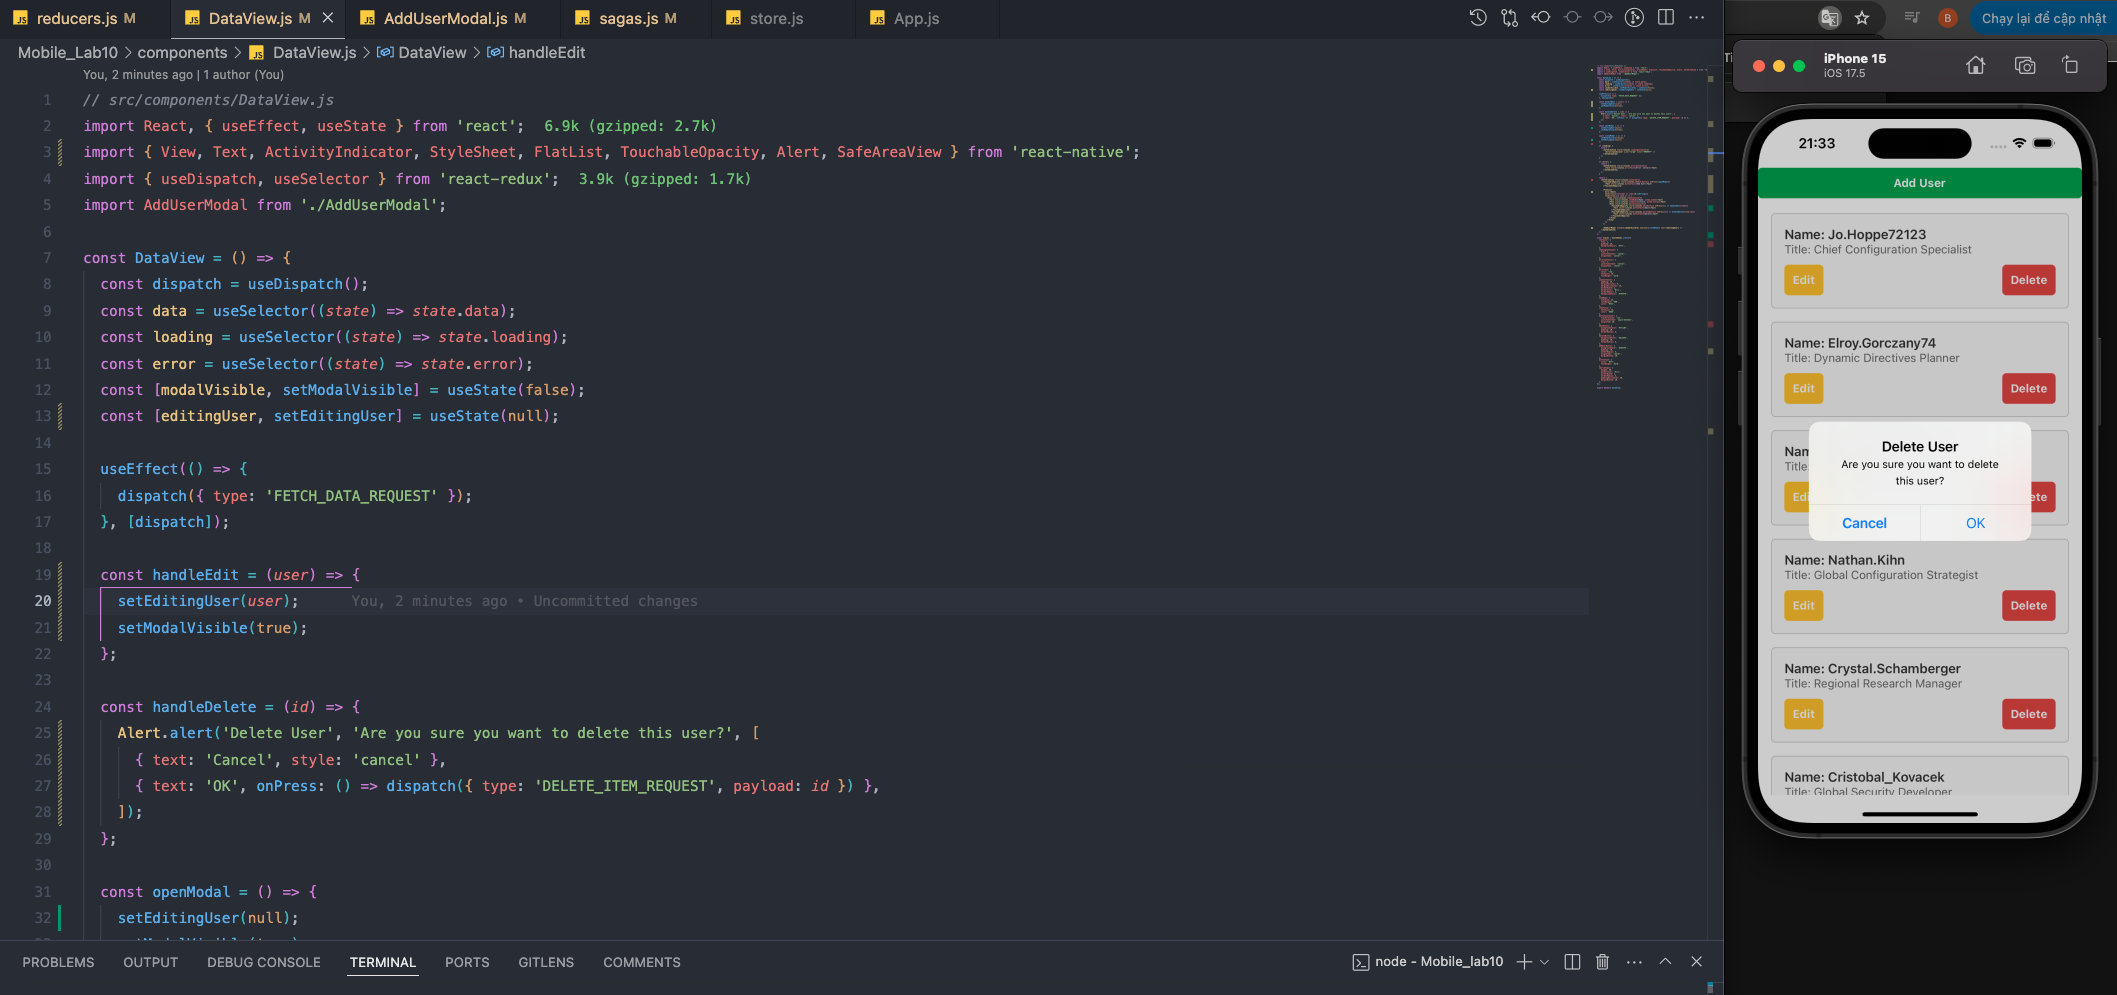 reducers.js M
DataView.js M
AddUserModal.js M
sagas.js M
store.js
App.js
Mobile_Lab10 > components > DataView.js > DataView > handleEdit
You, 2 minutes ago | 1 author (You)
1 // src/components/DataView.js
2 import React, { useEffect, useState } from 'react'; 6.9k (gzipped: 2.7k)
3 import { View, Text, ActivityIndicator, StyleSheet, FlatList, TouchableOpacity, Alert, SafeAreaView } from 'react-native';
4 import { useDispatch, useSelector } from 'react-redux'; 3.9k (gzipped: 1.7k)
5 import AddUserModal from './AddUserModal';
6
7 const DataView = () => {
8 const dispatch = useDispatch();
9 const data = useSelector((state) => state.data);
10 const loading = useSelector((state) => state.loading);
11 const error = useSelector((state) => state.error);
12 const [modalVisible, setModalVisible] = useState(false);
13 const [editingUser, setEditingUser] = useState(null);
14
15 useEffect(() => {
16 dispatch({ type: 'FETCH_DATA_REQUEST' });
17 }, [dispatch]);
18
19 const handleEdit = (user) => {
20 setEditingUser(user); You, 2 minutes ago • Uncommitted changes
21 setModalVisible(true);
22 };
23
24 const handleDelete = (id) => {
25 Alert.alert('Delete User', 'Are you sure you want to delete this user?', [
26 { text: 'Cancel', style: 'cancel' },
27 { text: 'OK', onPress: () => dispatch({ type: 'DELETE_ITEM_REQUEST', payload: id }) },
28 ]);
29 };
30
31 const openModal = () => {
32 setEditingUser(null);
PROBLEMS
OUTPUT
DEBUG CONSOLE
TERMINAL
PORTS
GITLENS
COMMENTS
node - Mobile_lab10
B
Chạy lại để cập nhật
iPhone 15
iOS 17.5
21:33
Add User
Name: Jo.Hoppe72123
Title: Chief Configuration Specialist
Edit
Delete
Name: Elroy.Gorczany74
Title: Dynamic Directives Planner
Edit
Delete
Delete User
Are you sure you want to delete
this user?
Cancel
OK
Name: Nathan.Kihn
Title: Global Configuration Strategist
Edit
Delete
Name: Crystal.Schamberger
Title: Regional Research Manager
Edit
Delete
Name: Cristobal_Kovacek
Title: Global Security Developer